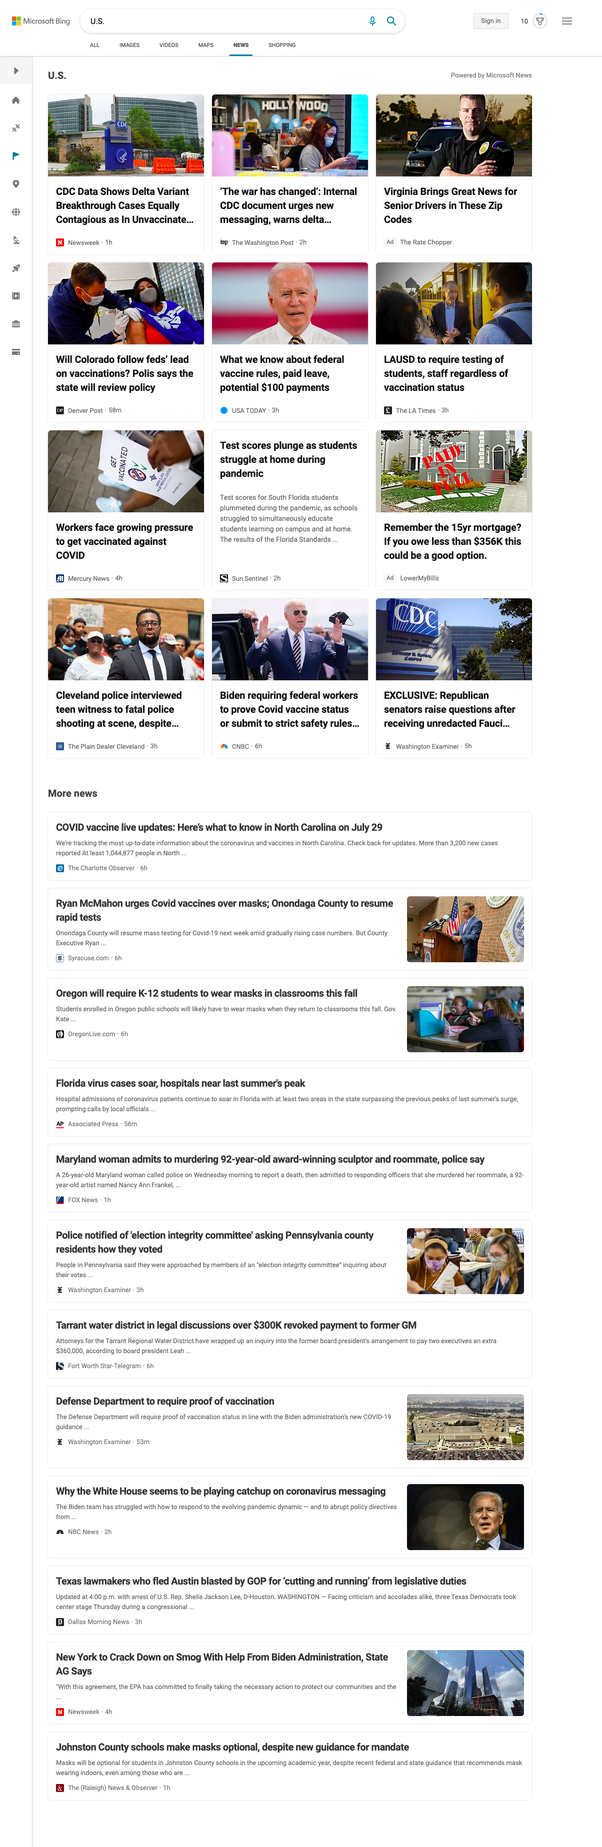 Microsoft Bing
U.S.
Sign in
10
ALL
IMAGES
VIDEOS
MAPS
NEWS
SHOPPING
U.S.
Powered by Microsoft News
CDC
HOLLYWOOD
CDC Data Shows Delta Variant
Breakthrough Cases Equally
Contagious as In Unvaccinate...
Newsweek · 1h
'The war has changed': Internal
CDC document urges new
messaging, warns delta...
The Washington Post · 2h
Virginia Brings Great News for
Senior Drivers in These Zip
Codes
Ad The Rate Chopper
Will Colorado follow feds' lead
on vaccinations? Polis says the
state will review policy
Denver Post · 58m
What we know about federal
vaccine rules, paid leave,
potential $100 payments
USA TODAY · 3h
LAUSD to require testing of
students, staff regardless of
vaccination status
The LA Times · 3h
GET
VACCINATED
Workers face growing pressure
to get vaccinated against
COVID
Mercury News · 4h
Test scores plunge as students
struggle at home during
pandemic
Test scores for South Florida students
plummeted during the pandemic, as schools
struggled to simultaneously educate
students learning on campus and at home.
The results of the Florida Standards ...
Sun Sentinel · 2h
PAID
IN
FULL
Remember the 15yr mortgage?
If you owe less than $356K this
could be a good option.
Ad LowerMyBills
Cleveland police interviewed
teen witness to fatal police
shooting at scene, despite...
The Plain Dealer Cleveland · 3h
Biden requiring federal workers
to prove Covid vaccine status
or submit to strict safety rules...
CNBC · 6h
CDC
EXCLUSIVE: Republican
senators raise questions after
receiving unredacted Fauci...
Washington Examiner · 5h
More news
COVID vaccine live updates: Here's what to know in North Carolina on July 29
We're tracking the most up-to-date information about the coronavirus and vaccines in North Carolina. Check back for updates. More than 3,200 new cases
reported At least 1,044,877 people in North ...
The Charlotte Observer · 6h
Ryan McMahon urges Covid vaccines over masks; Onondaga County to resume
rapid tests
Onondaga County will resume mass testing for Covid-19 next week amid gradually rising case numbers. But County
Executive Ryan ...
Syracuse.com · 6h
Oregon will require K-12 students to wear masks in classrooms this fall
Students enrolled in Oregon public schools will likely have to wear masks when they return to classrooms this fall. Gov.
Kate ...
OregonLive.com · 6h
Florida virus cases soar, hospitals near last summer's peak
Hospital admissions of coronavirus patients continue to soar in Florida with at least two areas in the state surpassing the previous peaks of last summer's surge,
prompting calls by local officials ...
AP Associated Press · 56m
Maryland woman admits to murdering 92-year-old award-winning sculptor and roommate, police say
A 26-year-old Maryland woman called police on Wednesday morning to report a death, then admitted to responding officers that she murdered her roommate, a 92-
year-old artist named Nancy Ann Frankel, ...
FOX News · 1h
Police notified of 'election integrity committee' asking Pennsylvania county
residents how they voted
People in Pennsylvania said they were approached by members of an "election integrity committee" inquiring about
their votes ...
Washington Examiner · 3h
Tarrant water district in legal discussions over $300K revoked payment to former GM
Attorneys for the Tarrant Regional Water District have wrapped up an inquiry into the former board president's arrangement to pay two executives an extra
$360,000, according to board president Leah ...
Fort Worth Star-Telegram · 6h
Defense Department to require proof of vaccination
The Defense Department will require proof of vaccination status in line with the Biden administration's new COVID-19
guidance ...
Washington Examiner · 53m
Why the White House seems to be playing catchup on coronavirus messaging
The Biden team has struggled with how to respond to the evolving pandemic dynamic — and to abrupt policy directives
from ...
NBC News · 2h
Texas lawmakers who fled Austin blasted by GOP for 'cutting and running' from legislative duties
Updated at 4:00 p.m. with arrest of U.S. Rep. Sheila Jackson Lee, D-Houston. WASHINGTON — Facing criticism and accolades alike, three Texas Democrats took
center stage Thursday during a congressional ...
Dallas Morning News · 3h
New York to Crack Down on Smog With Help From Biden Administration, State
AG Says
"With this agreement, the EPA has committed to finally taking the necessary action to protect our communities and the
...
Newsweek · 4h
Johnston County schools make masks optional, despite new guidance for mandate
Masks will be optional for students in Johnston County schools in the upcoming academic year, despite recent federal and state guidance that recommends mask
wearing indoors, even among those who are ...
The (Raleigh) News & Observer · 1h